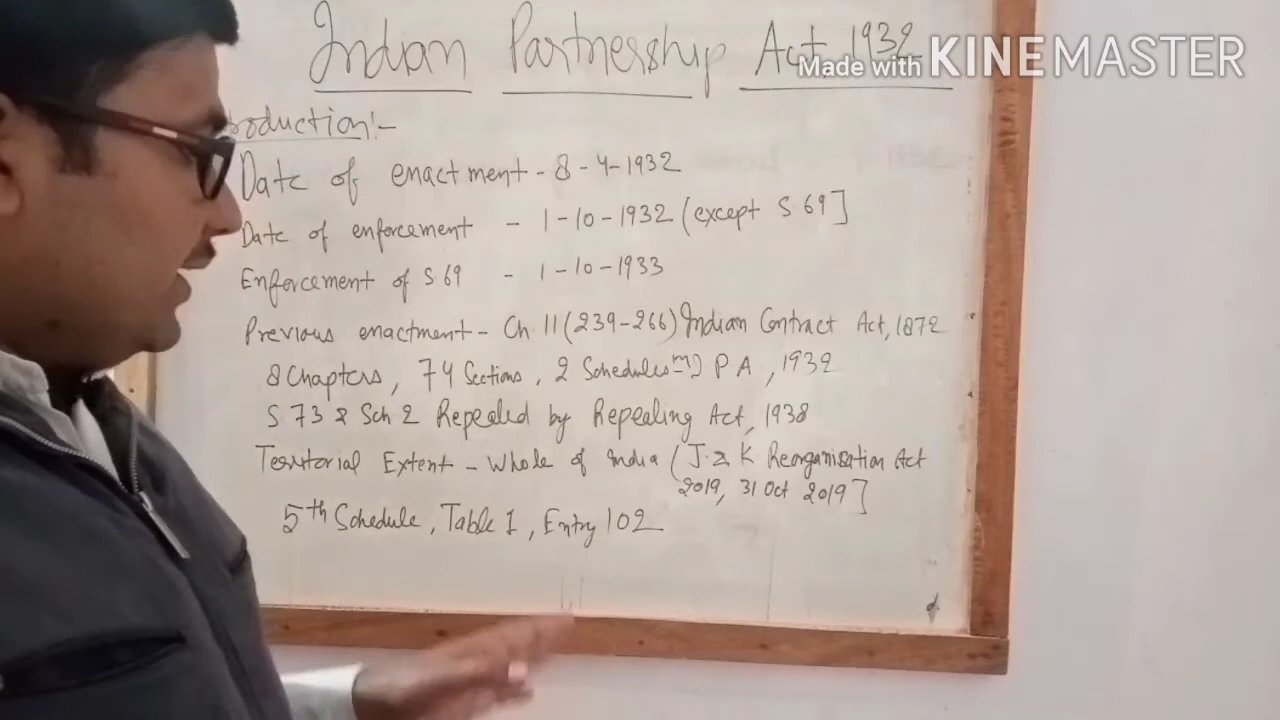 Indian Partnership Act 1932
Made with KINEMASTER
roduction:-
Date of enactment - 8-4-1932
Date of enforcement - 1-10-1932 (except S 69]
Enforcement of S 69 - 1-10-1933
Previous enactment - Ch 11 (239-266) Indian Contract Act, 1872
8 Chapters, 74 Sections, 2 Schedules in P A, 1932
S 73 & Sch 2 Repealed by Repealing Act, 1938
Territorial Extent - Whole of India (J & K Reorganisation Act
2019, 31 Oct 2019]
5th Schedule, Table 1, Entry 102